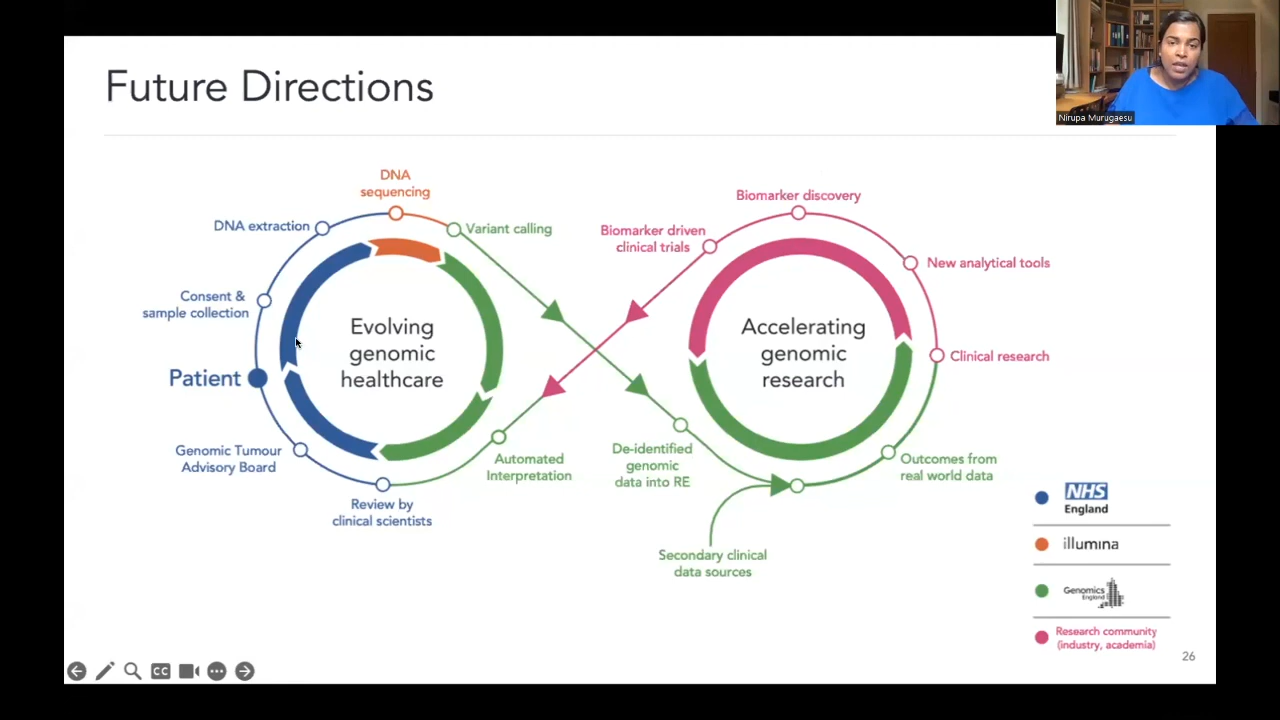 Future Directions
Nirupa Murugaesu
DNA
sequencing
DNA extraction
Variant calling
Consent &
sample collection
Patient
Genomic Tumour
Advisory Board
Review by
clinical scientists
Automated
Interpretation
Evolving
genomic
healthcare
Biomarker discovery
Biomarker driven
clinical trials
New analytical tools
Clinical research
Accelerating
genomic
research
De-identified
genomic
data into RE
Outcomes from
real world data
Secondary clinical
data sources
NHS
England
illumina
Genomics
England
Research community
(industry, academia)
26
CC